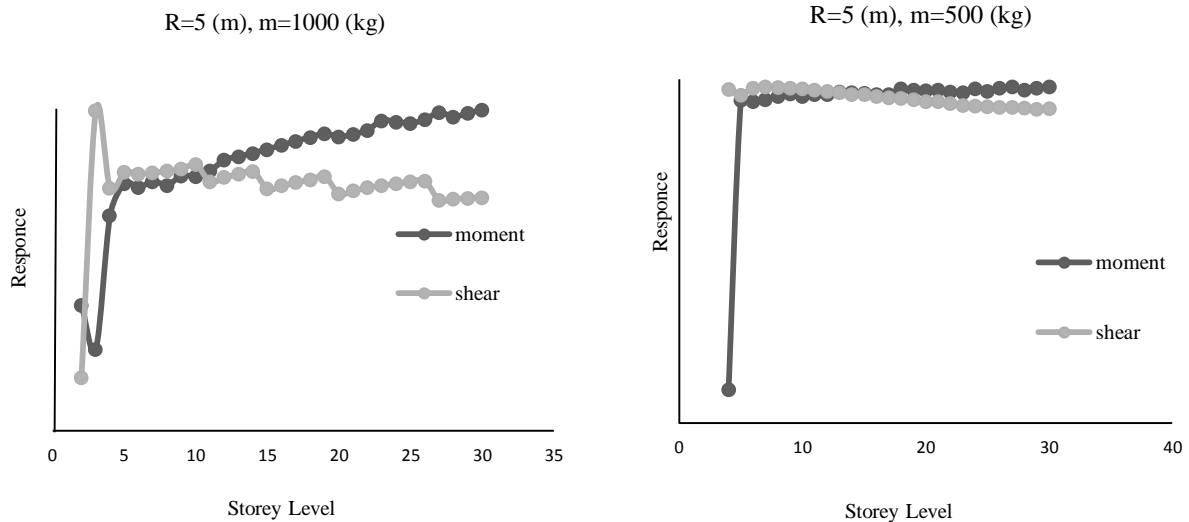 R=5 (m), m=1000 (kg)
Responce
moment
shear
0 5 10 15 20 25 30 35
Storey Level
R=5 (m), m=500 (kg)
Responce
moment
shear
0 10 20 30 40
Storey Level